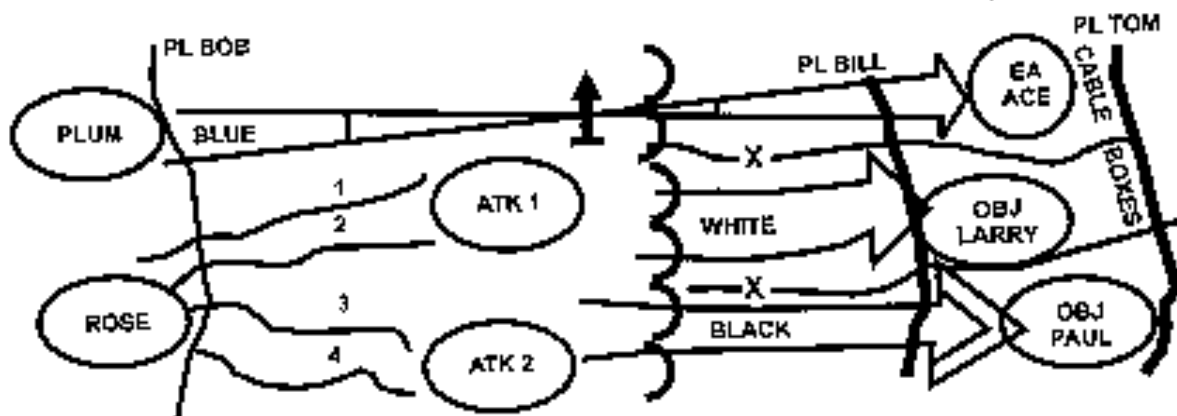 PL BOB
PL TOM
PL BILL
EA
ACE
CABLE
BOXES
PLUM
BLUE
1
ATK 1
X
2
WHITE
OBJ
LARRY
ROSE
3
X
BLACK
OBJ
PAUL
4
ATK 2